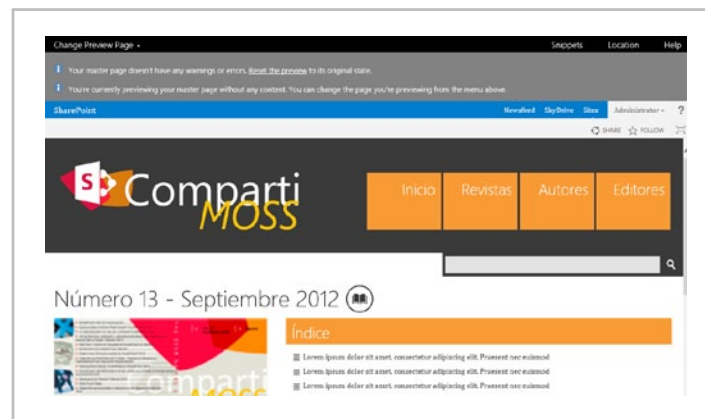 Change Preview Page
Snippets Location Help
Your master page doesn't have any warnings or errors. Reset the preview to its original state.
You're currently previewing your master page without any content. You can change the page you're previewing from the menu above.
SharePoint
Newsfeed SkyDrive Sites Administrator ?
SHARE FOLLOW
S Comparti
MOSS
Inicio Revistas Autores Editores
Número 13 - Septiembre 2012
Índice
Lorem ipsum dolor sit amet, consectetur adipiscing elit. Praesent nec euismod
Lorem ipsum dolor sit amet, consectetur adipiscing elit. Praesent nec euismod
Lorem ipsum dolor sit amet, consectetur adipiscing elit. Praesent nec euismod
Comparti
MOSS